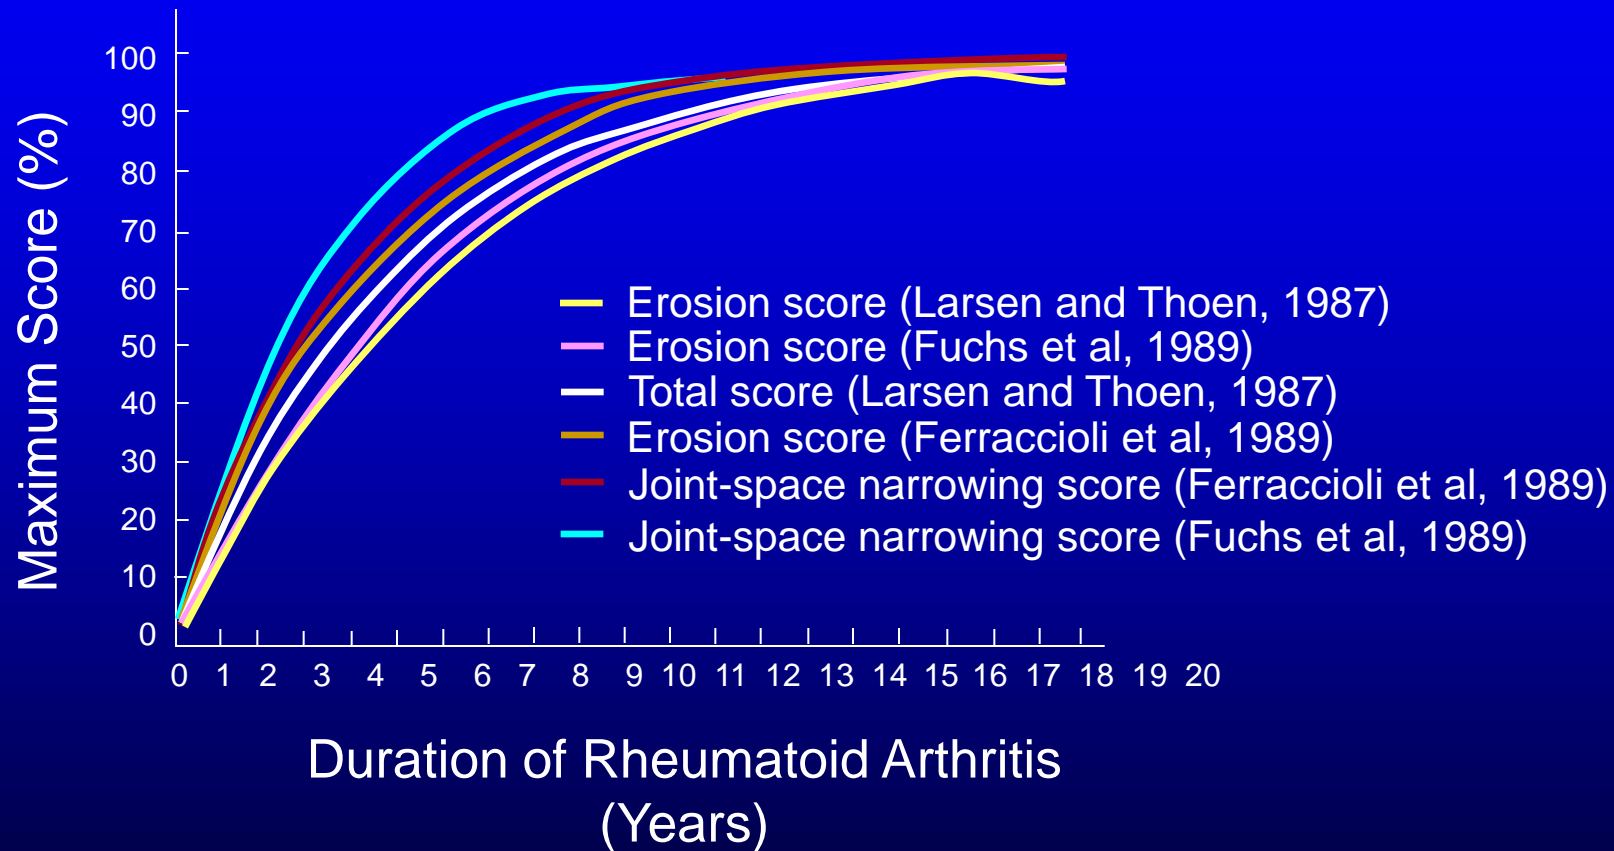 Maximum Score (%)
100
90
80
70
60
50
40
30
20
10
0
Erosion score (Larsen and Thoen, 1987)
Erosion score (Fuchs et al, 1989)
Total score (Larsen and Thoen, 1987)
Erosion score (Ferraccioli et al, 1989)
Joint-space narrowing score (Ferraccioli et al, 1989)
Joint-space narrowing score (Fuchs et al, 1989)
0 1 2 3 4 5 6 7 8 9 10 11 12 13 14 15 16 17 18 19 20
Duration of Rheumatoid Arthritis
(Years)